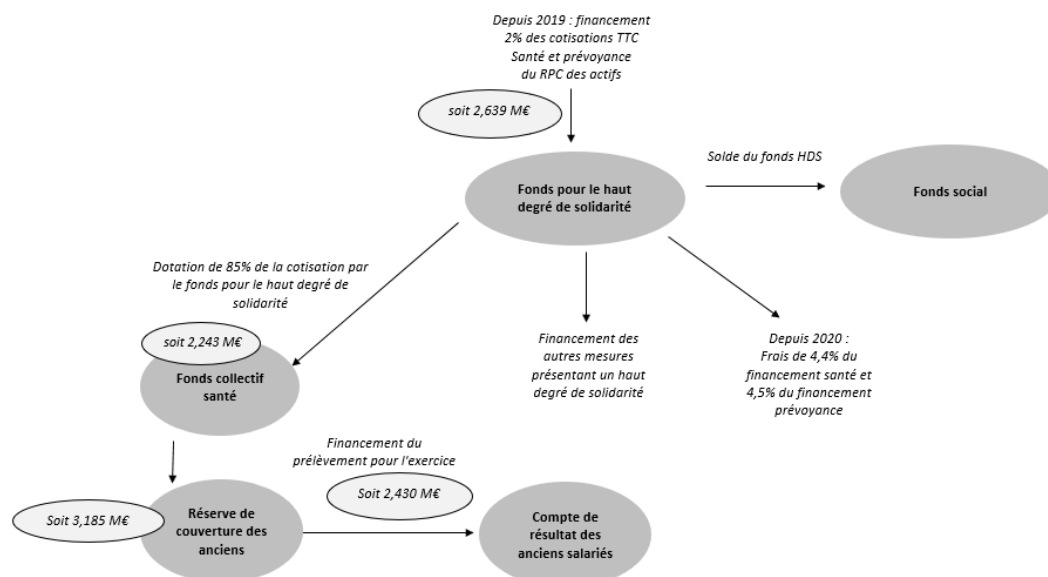 Depuis 2019 : financement
2% des cotisations TTC
Santé et prévoyance
du RPC des actifs
soit 2,639 M€
Fonds pour le haut
degré de solidarité
Solde du fonds HDS
Fonds social
Dotation de 85% de la cotisation par
le fonds pour le haut degré de
solidarité
soit 2,243 M€
Fonds collectif
santé
Financement des
autres mesures
présentant un haut
degré de solidarité
Depuis 2020 :
Frais de 4,4% du
financement santé et
4,5% du financement
prévoyance
Financement du
prélèvement pour l'exercice
Soit 2,430 M€
Soit 3,185 M€
Réserve de
couverture des
anciens
Compte de
résultat des
anciens salariés